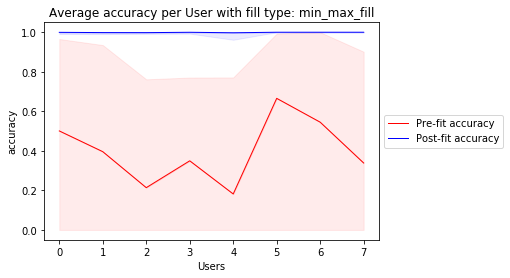 Average accuracy per User with fill type: min_max_fill
1.0
0.8
0.6
0.4
0.2
0.0
accuracy
0 1 2 3 4 5 6 7
Users
Pre-fit accuracy
Post-fit accuracy